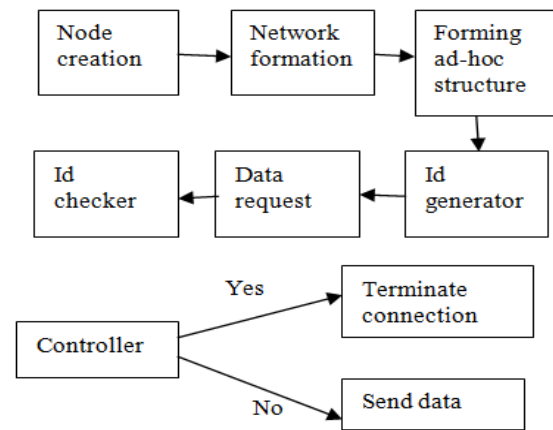 Node
creation
Network
formation
Forming
ad-hoc
structure
Id
checker
Data
request
Id
generator
Yes
Terminate
connection
Controller
No
Send data